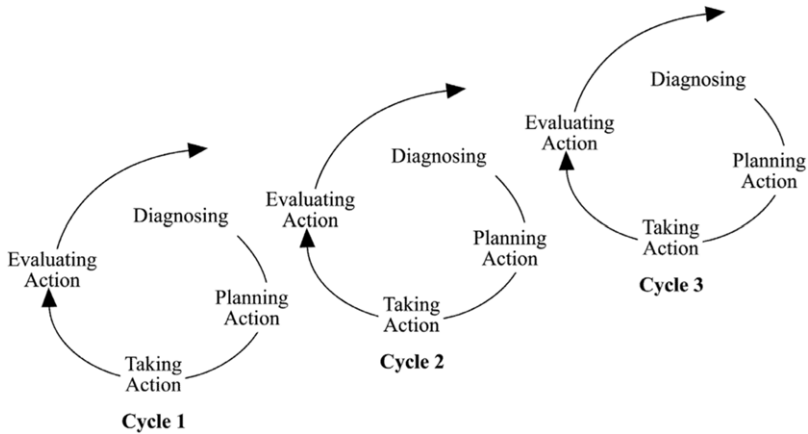 Diagnosing
Planning
Action
Taking
Action
Evaluating
Action
Cycle 1
Diagnosing
Planning
Action
Taking
Action
Evaluating
Action
Cycle 2
Diagnosing
Planning
Action
Taking
Action
Evaluating
Action
Cycle 3